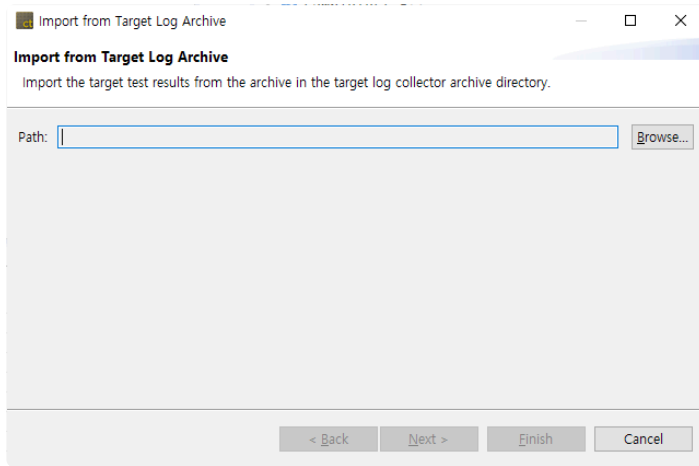 ct Import from Target Log Archive
Import from Target Log Archive
Import the target test results from the archive in the target log collector archive directory.
Path: Browse...
< Back Next > Finish Cancel